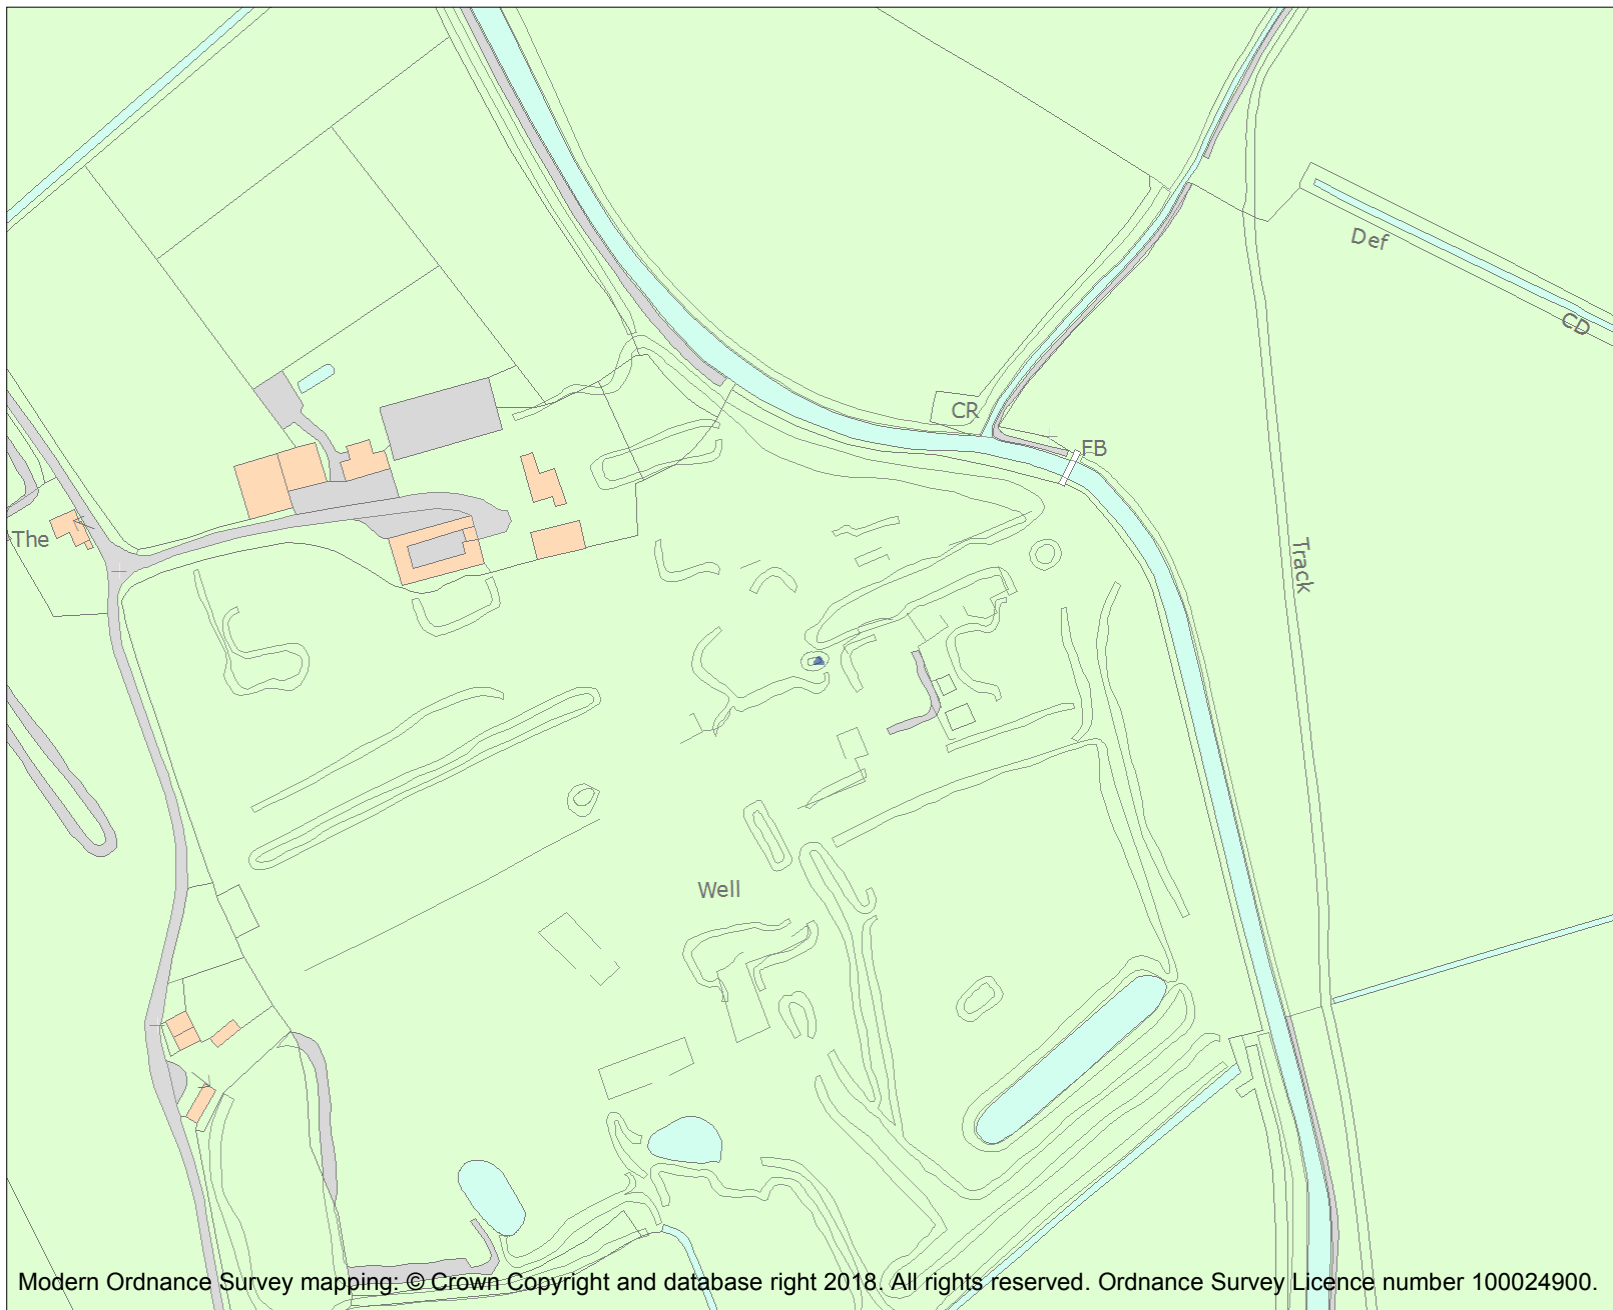 Def
CD
CR
FB
The
Track
Well
Modern Ordnance Survey mapping: © Crown Copyright and database right 2018. All rights reserved. Ordnance Survey Licence number 100024900.